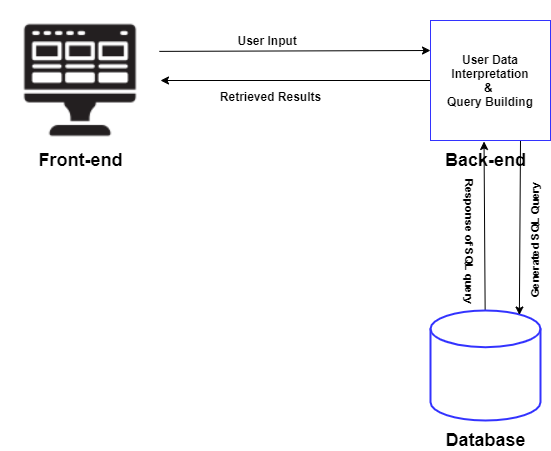 User Input
Retrieved Results
User Data
Interpretation
&
Query Building
Front-end
Back-end
Response of SQL query
Generated SQL Query
Database